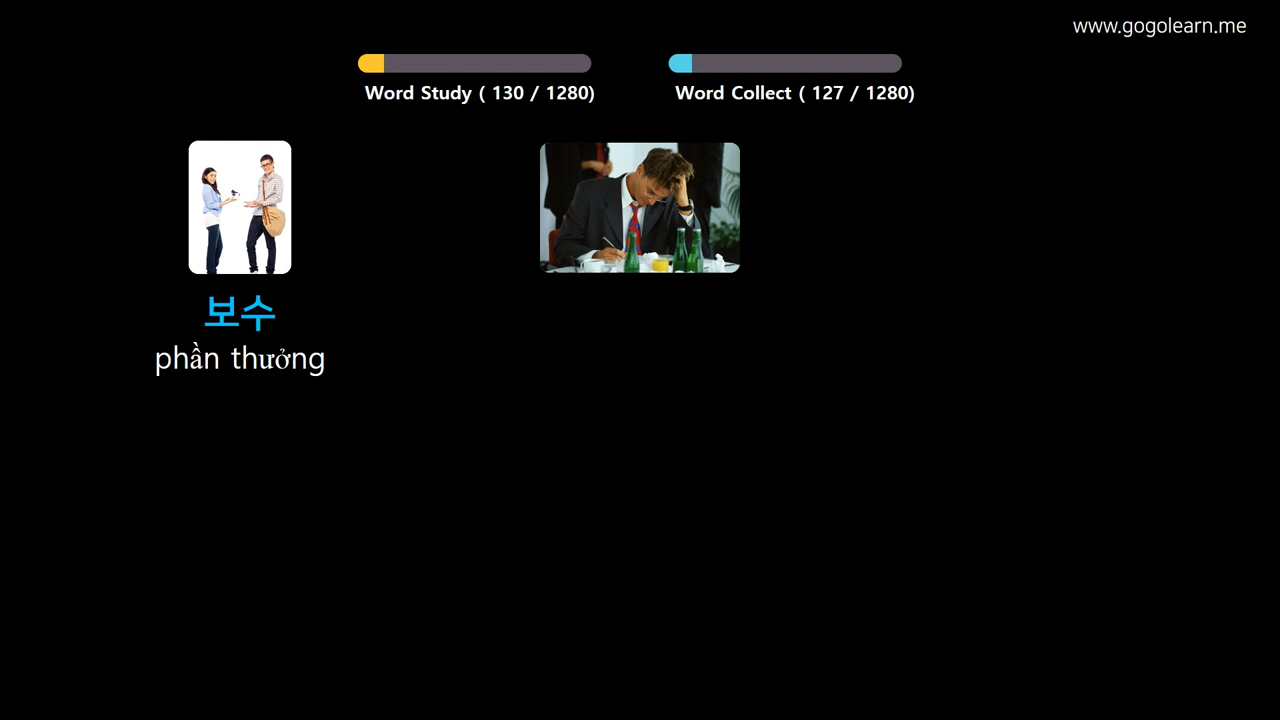 www.gogolearn.me
Word Study ( 130 / 1280)
Word Collect ( 127 / 1280)
보수
phần thưởng